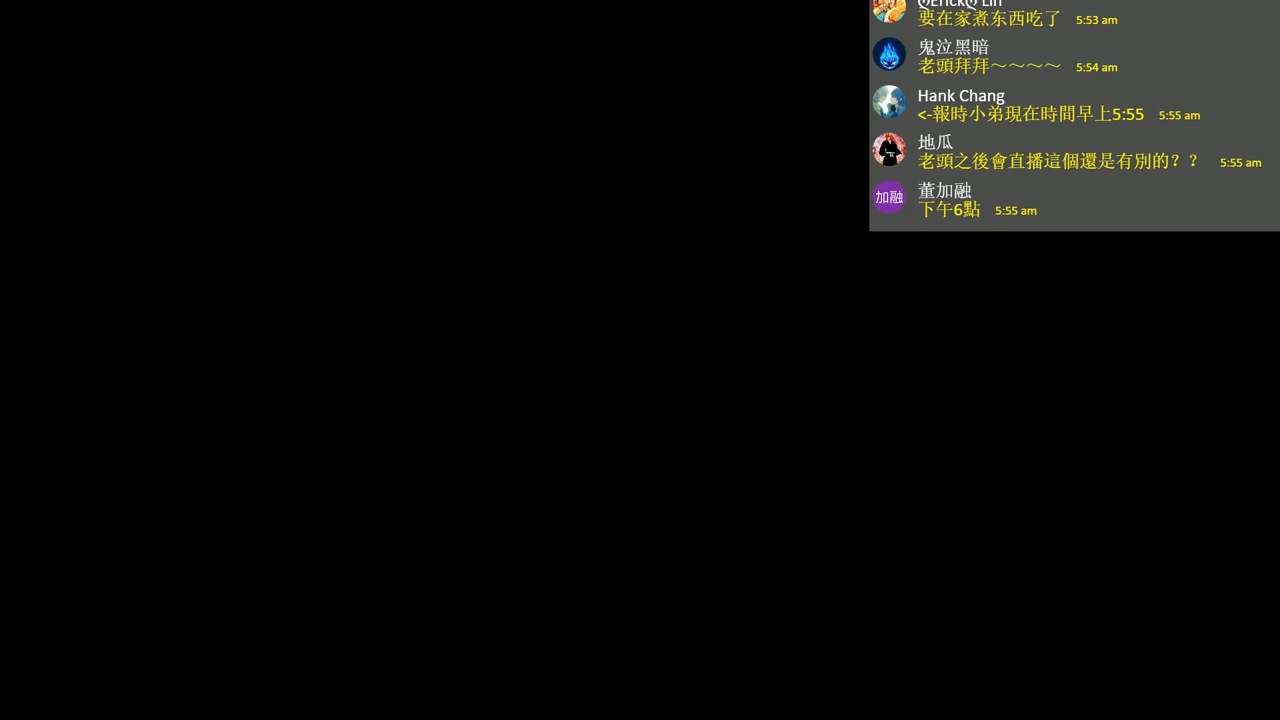 ღErickღ Lin
要在家煮东西吃了 5:53 am
鬼泣黑暗
老頭拜拜～～～～ 5:54 am
Hank Chang
<-報時小弟現在時間早上5:55 5:55 am
地瓜
老頭之後會直播這個還是有別的？？ 5:55 am
加融
董加融
下午6點 5:55 am